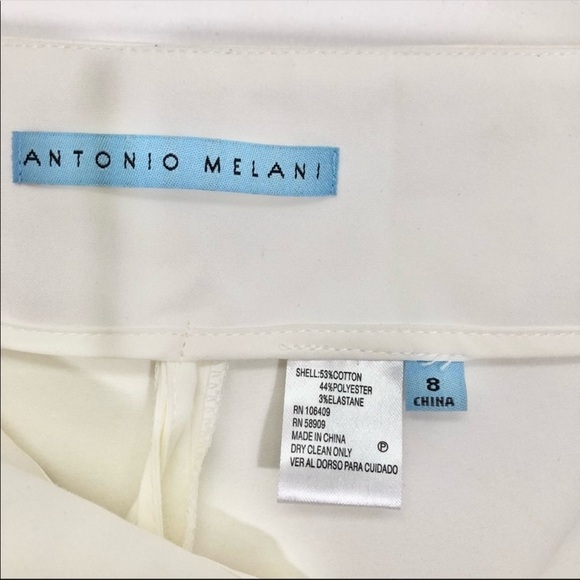 ANTONIO MELANI
SHELL:53%COTTON
44%POLYESTER
3%ELASTANE
RN 106409
RN 58909
MADE IN CHINA
DRY CLEAN ONLY
VER AL DORSO PARA CUIDADO
P
8
CHINA